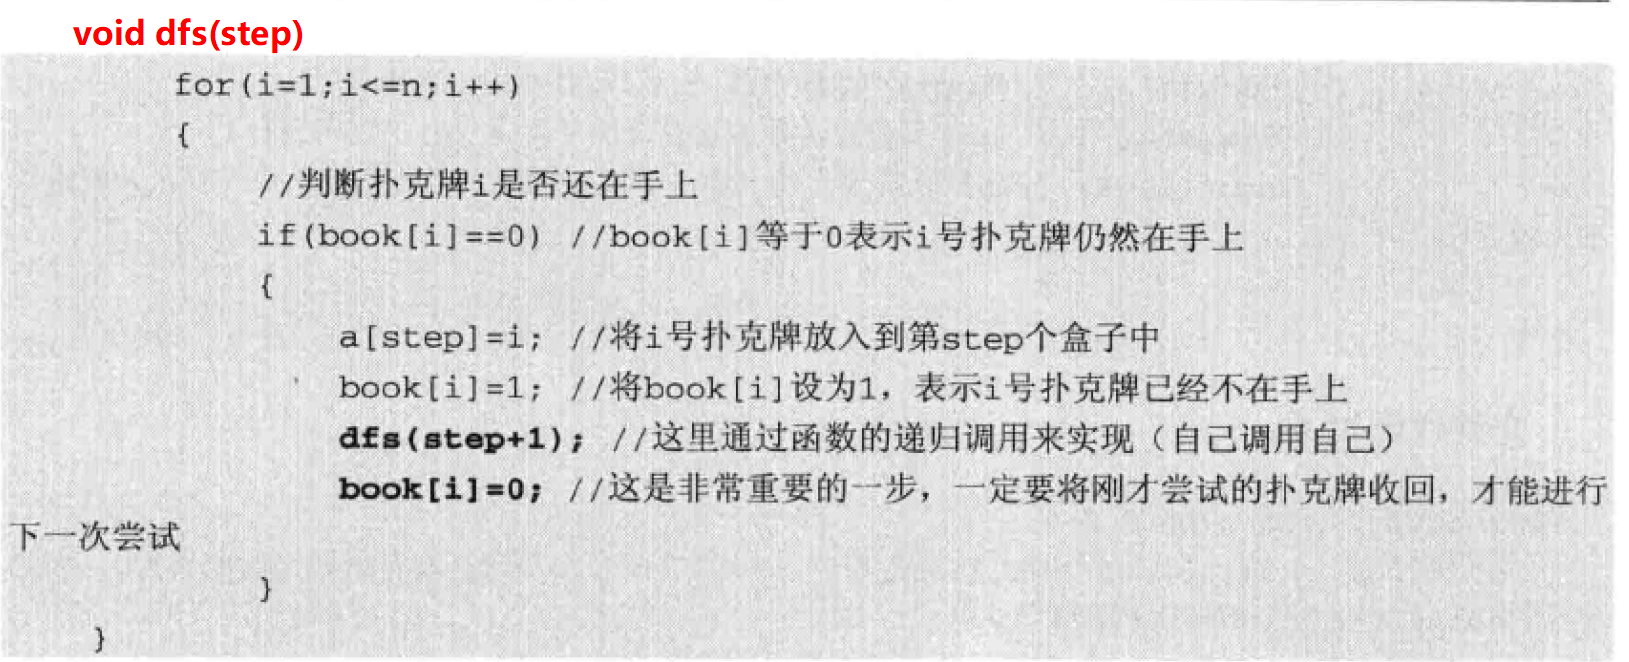 void dfs(step)
for(i=1;i<=n;i++)
{
//判断扑克牌i是否还在手上
if(book[i]==0) //book[i]等于0表示i号扑克牌仍然在手上
{
a[step]=i; //将i号扑克牌放入到第step个盒子中
book[i]=1; //将book[i]设为1，表示i号扑克牌已经不在手上
dfs(step+1); //这里通过函数的递归调用来实现（自己调用自己）
book[i]=0; //这是非常重要的一步，一定要将刚才尝试的扑克牌收回，才能进行
下一次尝试
}
}